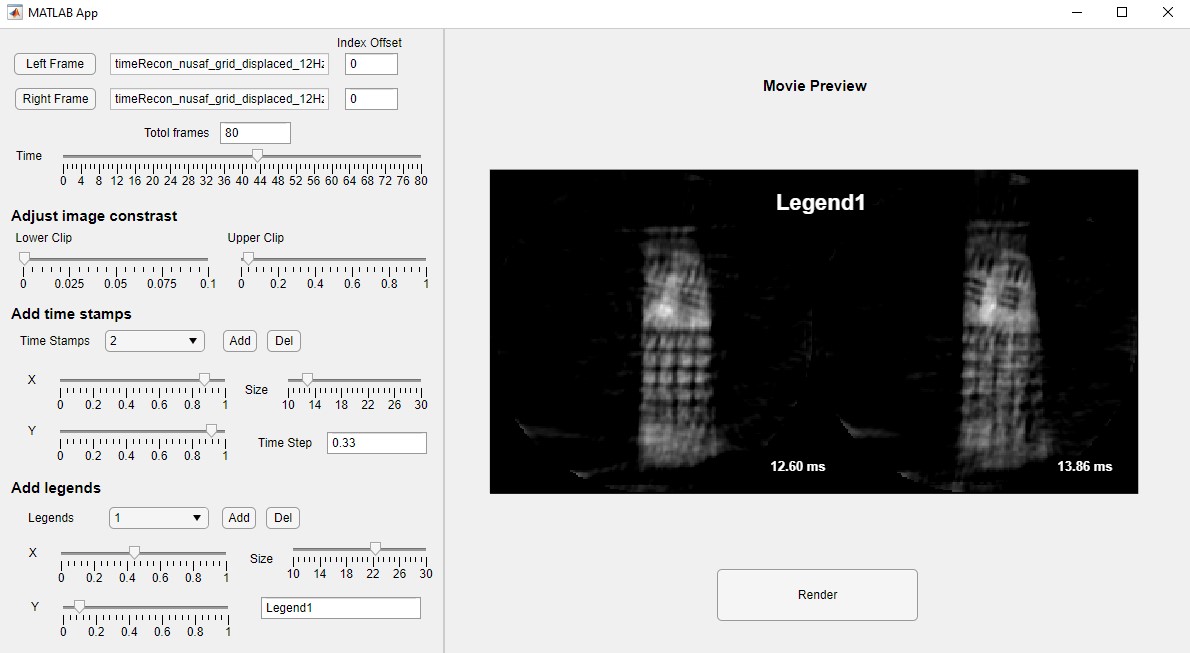 MATLAB App
Index Offset
Left Frame timeRecon_nusaf_grid_displaced_12Hz 0
Right Frame timeRecon_nusaf_grid_displaced_12Hz 0
Totol frames 80
Time
0 4 8 12 16 20 24 28 32 36 40 44 48 52 56 60 64 68 72 76 80
Adjust image constrast
Lower Clip Upper Clip
0 0.025 0.05 0.075 0.1 0 0.2 0.4 0.6 0.8 1
Add time stamps
Time Stamps 2 Add Del
X Size
0 0.2 0.4 0.6 0.8 1 10 14 18 22 26 30
Y Time Step 0.33
0 0.2 0.4 0.6 0.8 1
Add legends
Legends 1 Add Del
X Size
0 0.2 0.4 0.6 0.8 1 10 14 18 22 26 30
Y Legend1
0 0.2 0.4 0.6 0.8 1
Movie Preview
Legend1
12.60 ms 13.86 ms
Render